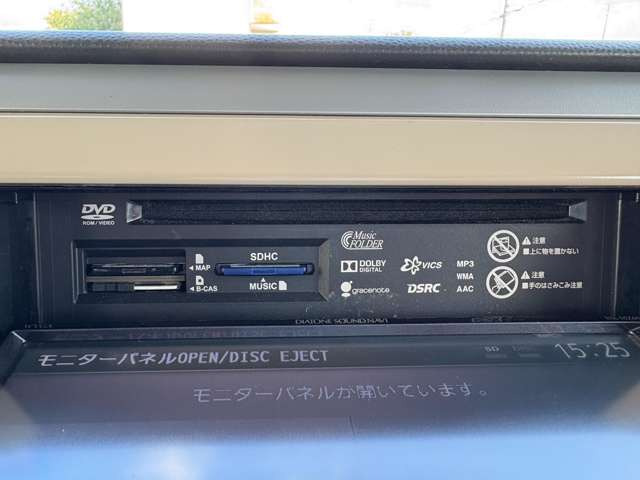 DVD
ROM/VIDEO
Music
FOLDER
SDHC
MAP
B-CAS
MUSIC
DOLBY
DIGITAL
VICS
MP3
WMA
AAC
gracenote
DSRC
注意
■上に物を置かない
注意
■手のはさみこみ注意
DIATONE SOUND NAVI
モニターパネルOPEN/DISC EJECT
SD
15:25
モニターパネルが開いています。